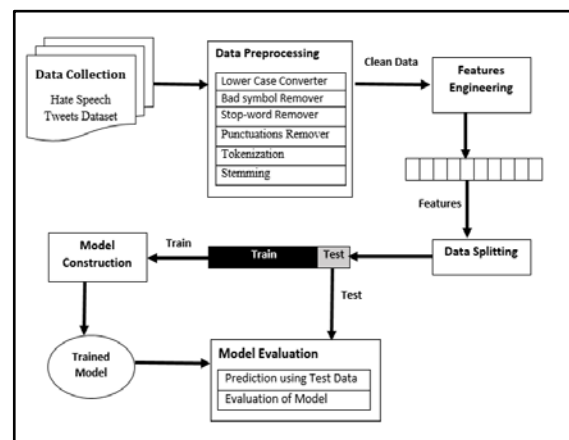 Data Collection
Hate Speech
Tweets Dataset
Data Preprocessing
Lower Case Converter
Bad symbol Remover
Stop-word Remover
Punctuations Remover
Tokenization
Stemming
Clean Data
Features
Engineering
Features
Data Splitting
Train
Test
Test
Train
Model
Construction
Trained
Model
Model Evaluation
Prediction using Test Data
Evaluation of Model